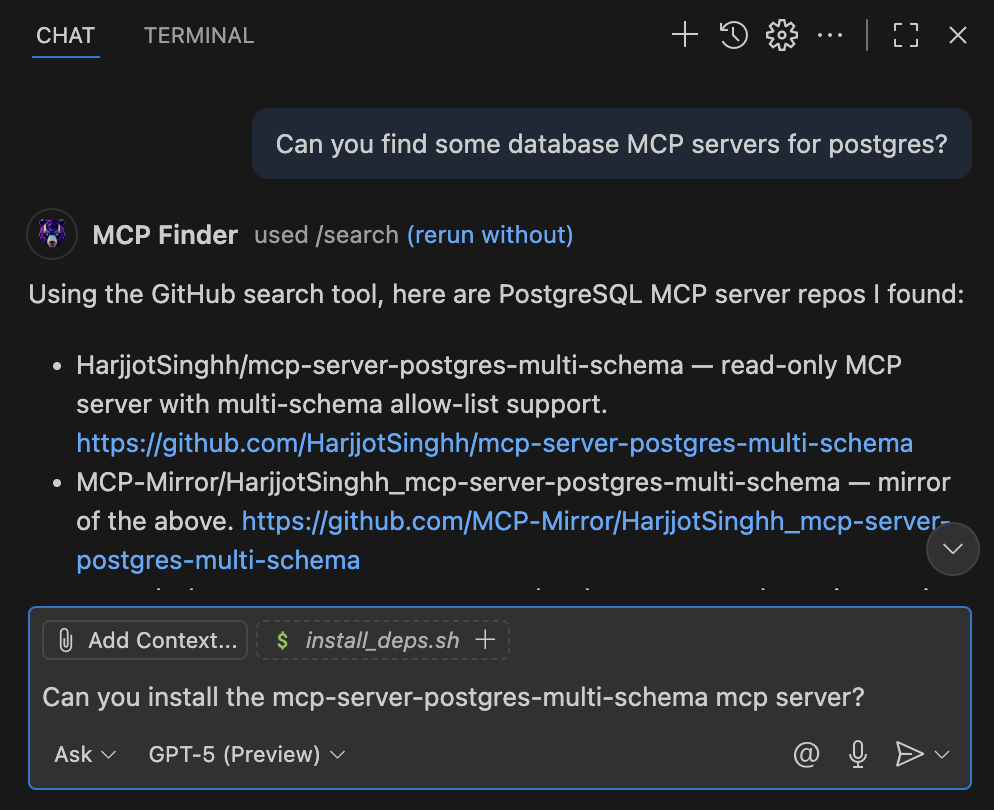 CHAT TERMINAL
Can you find some database MCP servers for postgres?
MCP Finder used /search (rerun without)
Using the GitHub search tool, here are PostgreSQL MCP server repos I found:
• HarjjotSinghh/mcp-server-postgres-multi-schema — read-only MCP
server with multi-schema allow-list support.
https://github.com/HarjjotSinghh/mcp-server-postgres-multi-schema
• MCP-Mirror/HarjjotSinghh_mcp-server-postgres-multi-schema — mirror
of the above. https://github.com/MCP-Mirror/HarjjotSinghh_mcp-server-
postgres-multi-schema
Add Context... $ install_deps.sh +
Can you install the mcp-server-postgres-multi-schema mcp server?
Ask GPT-5 (Preview) @